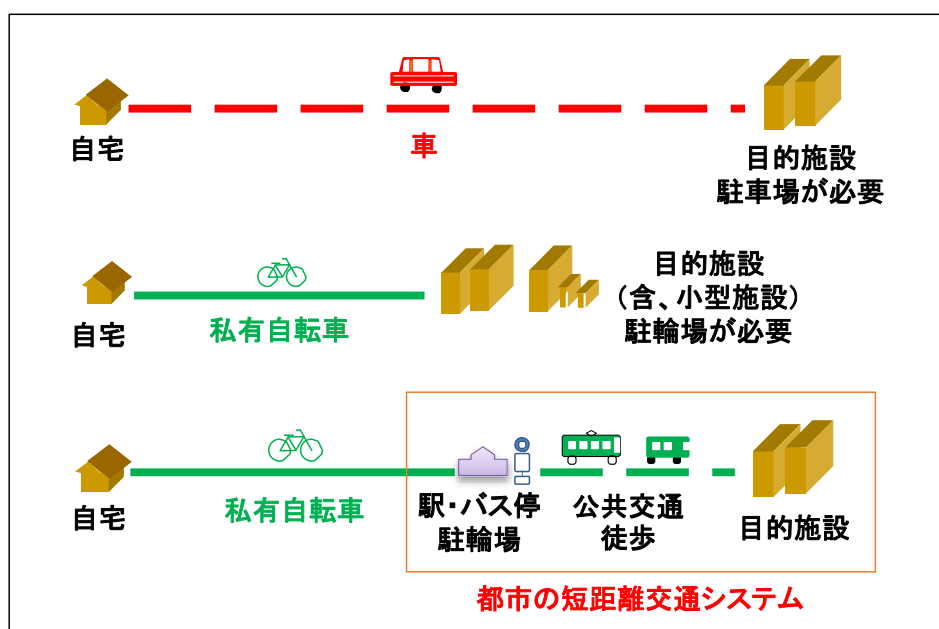 自宅
車
目的施設
駐車場が必要
自宅
私有自転車
目的施設
（含、小型施設）
駐輪場が必要
自宅
私有自転車
駅・バス停
駐輪場
公共交通
徒歩
目的施設
都市の短距離交通システム